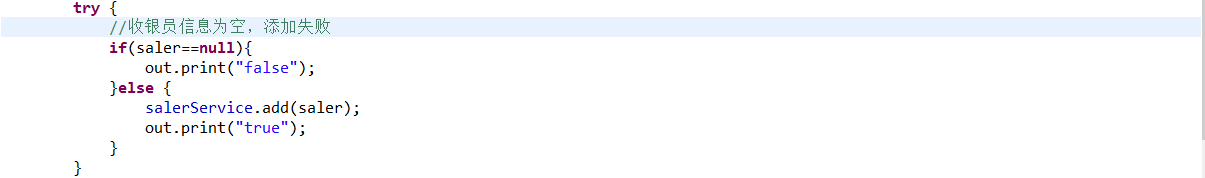 try {
//收银员信息为空，添加失败
if(saler==null){
out.print("false");
}else {
salerService.add(saler);
out.print("true");
}
}